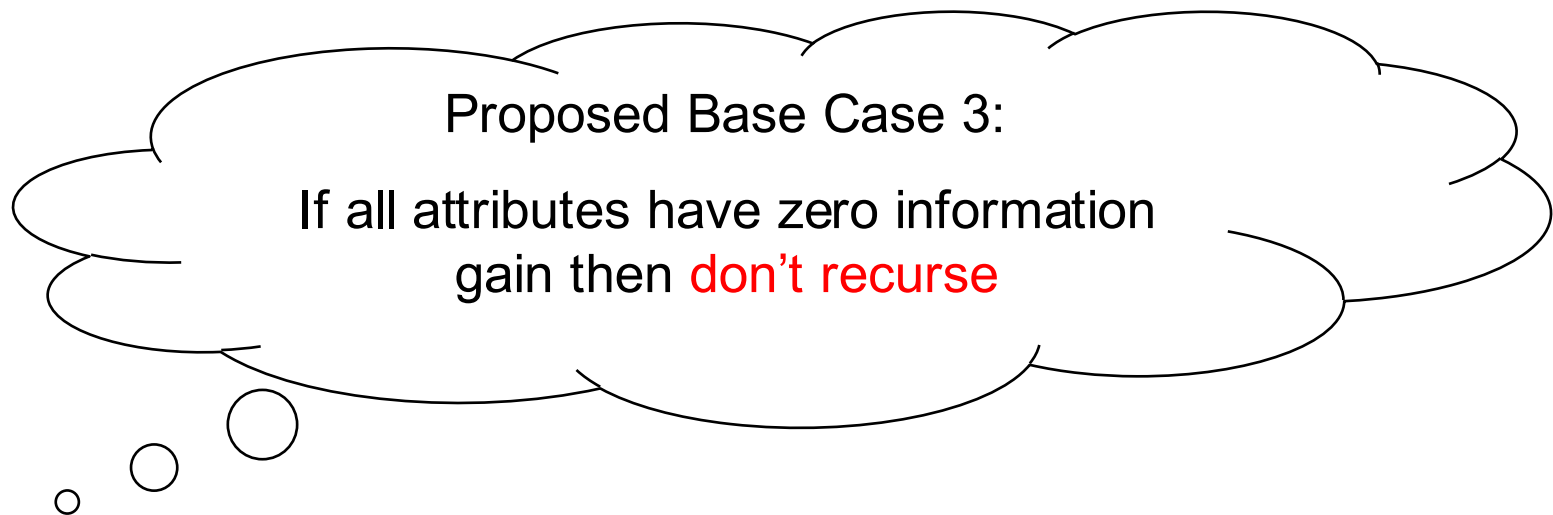 Proposed Base Case 3:
If all attributes have zero information
gain then don’t recurse